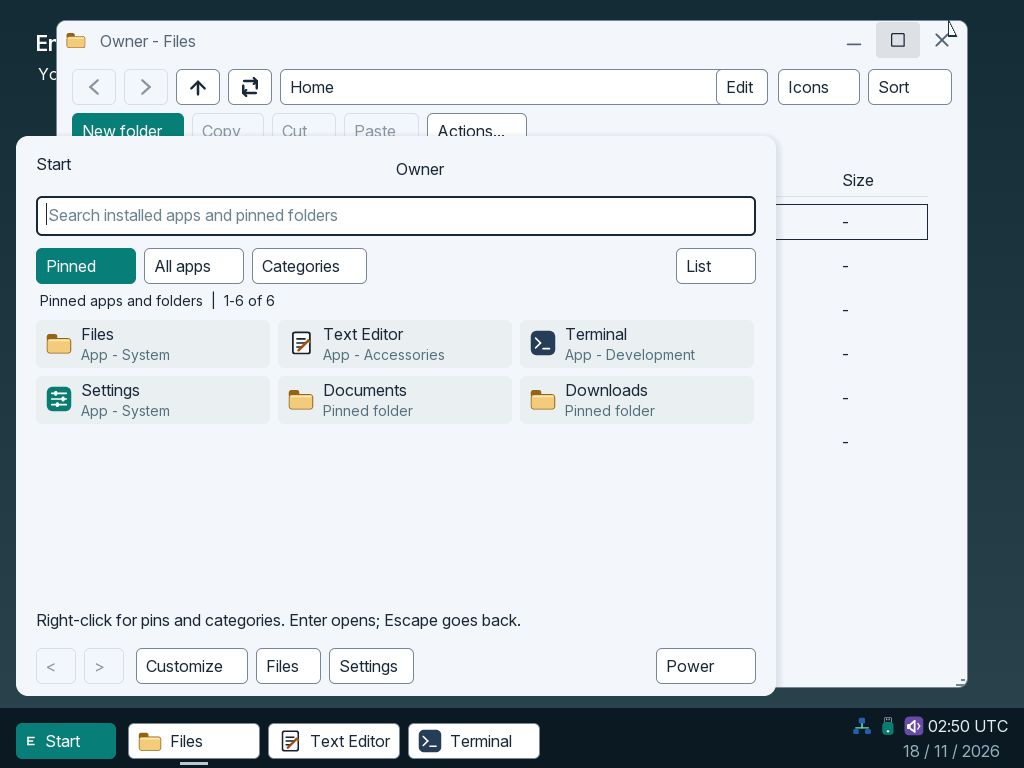 En
Yo
Owner - Files
Home
Edit
Icons
Sort
New folder
Copy
Cut
Paste
Actions...
Size
-
-
-
-
-
-
Start
Owner
Search installed apps and pinned folders
Pinned
All apps
Categories
List
Pinned apps and folders | 1-6 of 6
Files
App - System
Text Editor
App - Accessories
Terminal
App - Development
Settings
App - System
Documents
Pinned folder
Downloads
Pinned folder
Right-click for pins and categories. Enter opens; Escape goes back.
<
>
Customize
Files
Settings
Power
E Start
Files
Text Editor
Terminal
02:50 UTC
18 / 11 / 2026